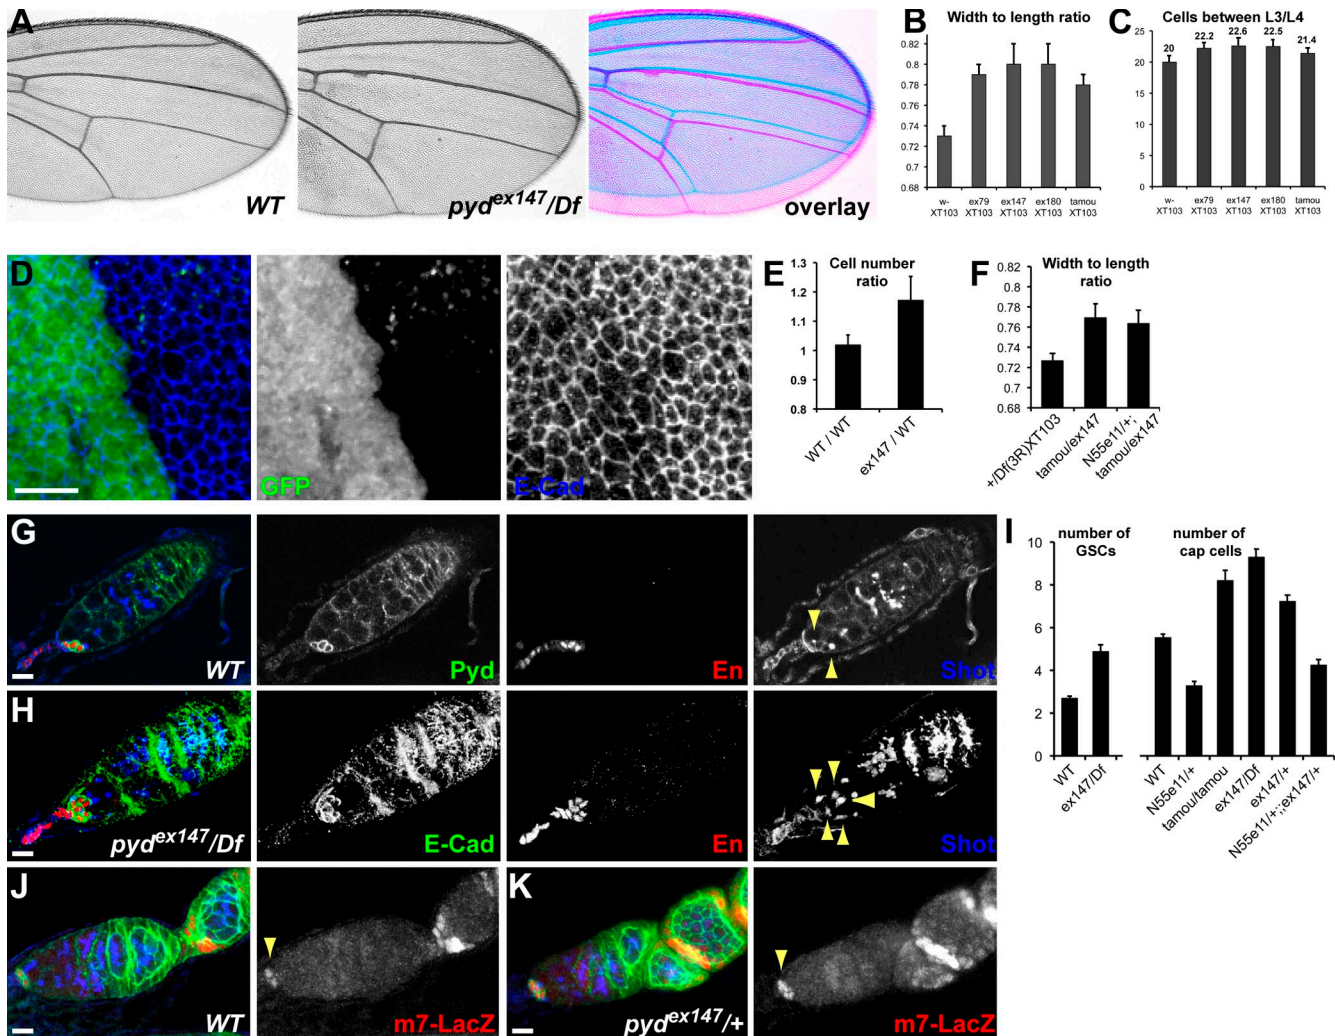 A
WT
pyd^ex147/Df
overlay
B
Width to length ratio
0.82
0.8
0.78
0.76
0.74
0.72
0.7
0.68
w- XT103
ex79 XT103
ex147 XT103
ex180 XT103
tamou XT103
C
Cells between L3/L4
25
20
15
10
5
0
20
22.2
22.6
22.5
21.4
w- XT103
ex79 XT103
ex147 XT103
ex180 XT103
tamou XT103
D
GFP
E-Cad
E
Cell number
ratio
1.3
1.2
1.1
1
0.9
0.8
WT / WT
ex147 / WT
F
Width to length
ratio
0.82
0.8
0.78
0.76
0.74
0.72
0.7
0.68
+/Df(3R)XT103
tamou/ex147
N55e11/+;
tamou/ex147
G
WT
Pyd
En
Shot
H
pyd^ex147/Df
E-Cad
En
Shot
I
number of
GSCs
number of
cap cells
10
8
6
4
2
0
WT
ex147/Df
WT
N55e11/+
tamou/tamou
ex147/Df
ex147/+
N55e11/+;;ex147/+
J
WT
m7-LacZ
K
pyd^ex147/+
m7-LacZ